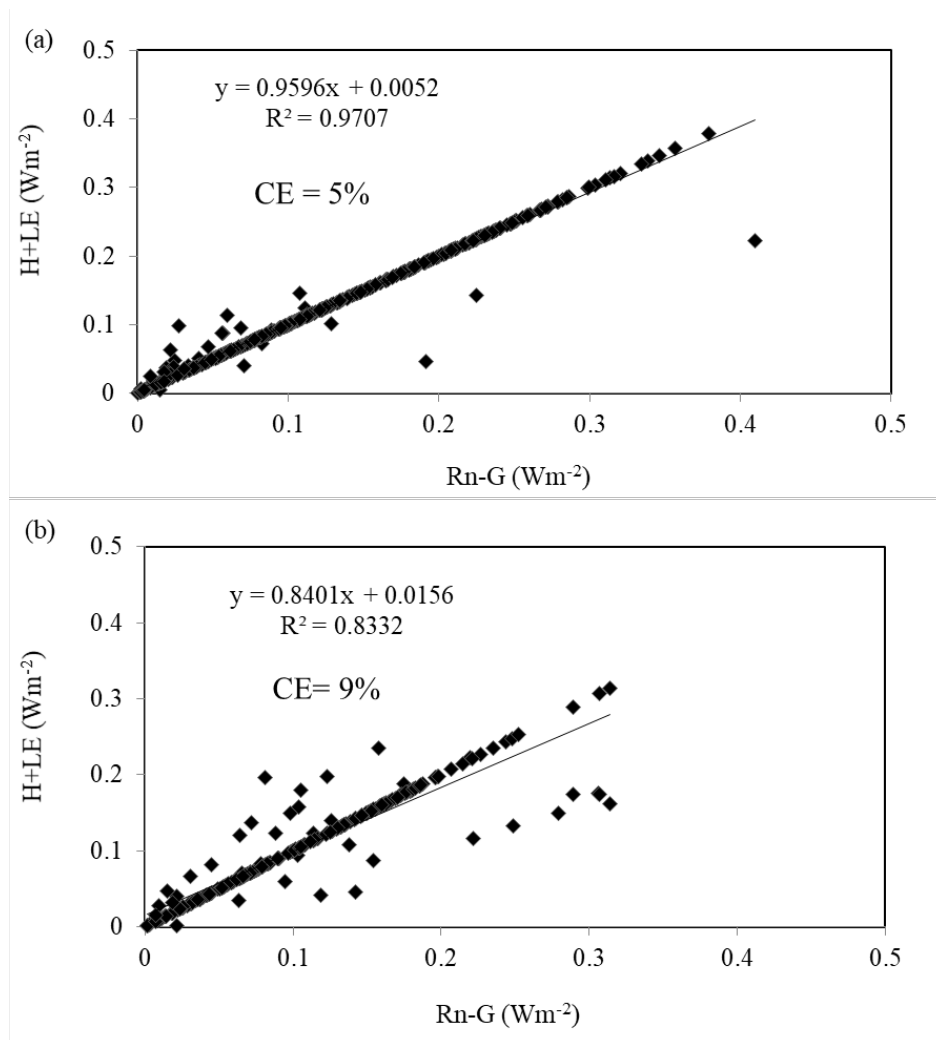 (a)
0.5
y = 0.9596x + 0.0052
R² = 0.9707
0.4
H+LE (Wm⁻²)
0.3
CE = 5%
0.2
0.1
0
0 0.1 0.2 0.3 0.4 0.5
Rn-G (Wm⁻²)
(b)
0.5
y = 0.8401x + 0.0156
R² = 0.8332
0.4
H+LE (Wm⁻²)
0.3
CE= 9%
0.2
0.1
0
0 0.1 0.2 0.3 0.4 0.5
Rn-G (Wm⁻²)